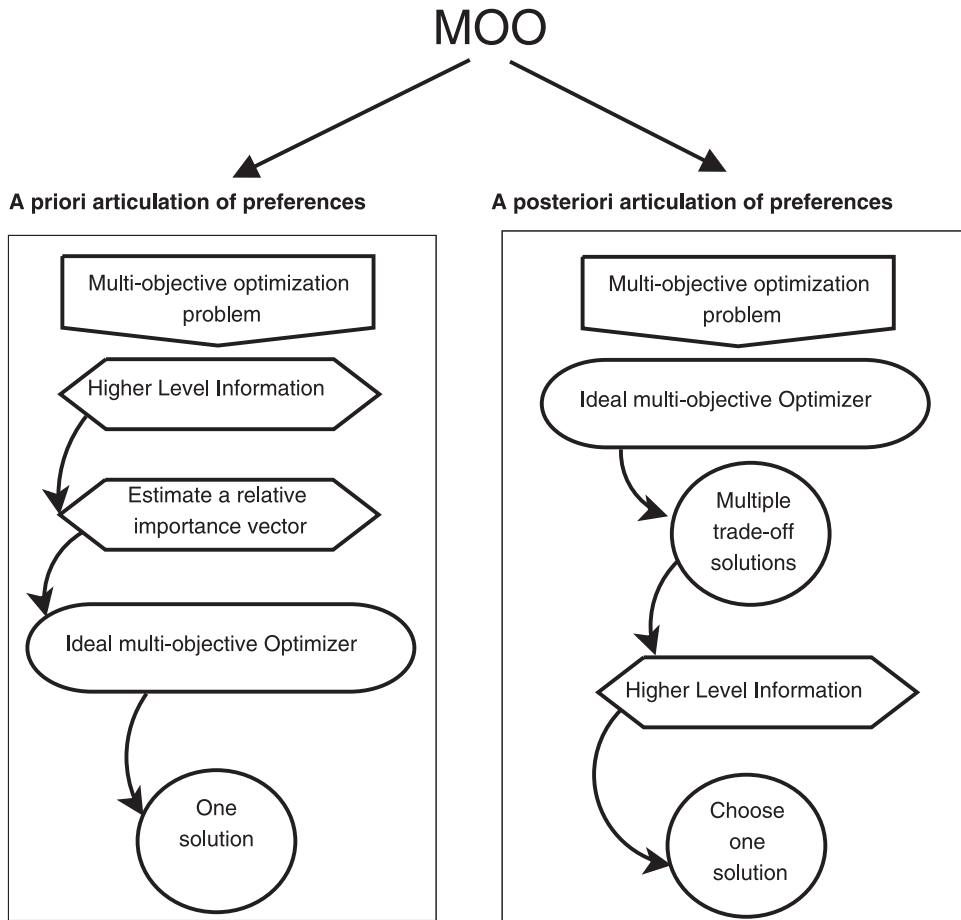 MOO
A priori articulation of preferences
Multi-objective optimization
problem
Higher Level Information
Estimate a relative
importance vector
Ideal multi-objective Optimizer
One
solution
A posteriori articulation of preferences
Multi-objective optimization
problem
Ideal multi-objective Optimizer
Multiple
trade-off
solutions
Higher Level Information
Choose
one
solution